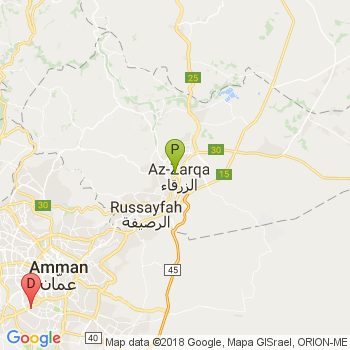 25
P
30
Az-Zarqa
الزرقاء
15
Russayfah
الرصيفة
30
Amman
عمّان
45
D
40
Google
Map data ©2018 Google, Mapa GISrael, ORION-ME